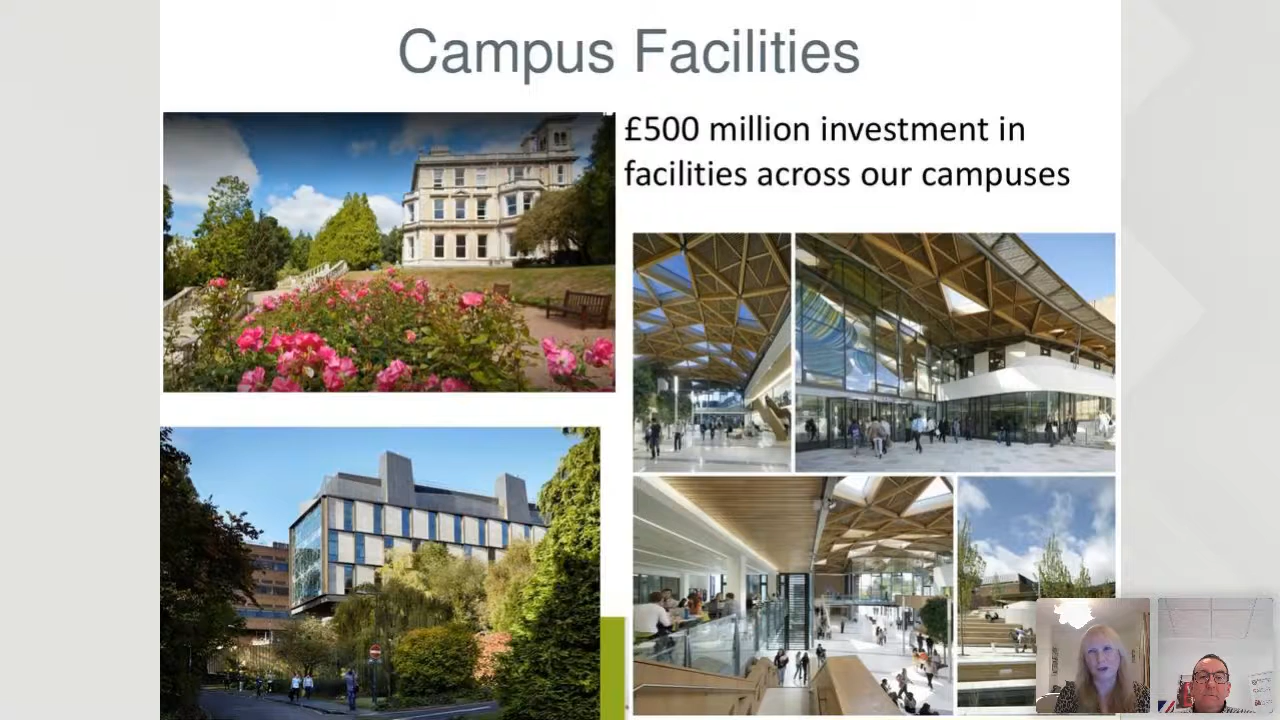 Campus Facilities
£500 million investment in
facilities across our campuses